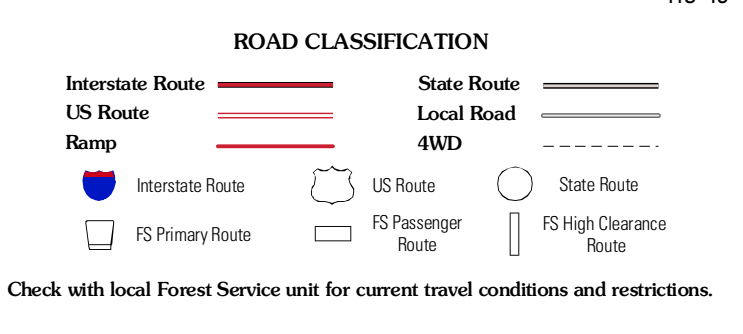 ROAD CLASSIFICATION
Interstate Route State Route
US Route Local Road
Ramp 4WD
Interstate Route US Route State Route
FS Primary Route FS Passenger Route FS High Clearance Route
Check with local Forest Service unit for current travel conditions and restrictions.